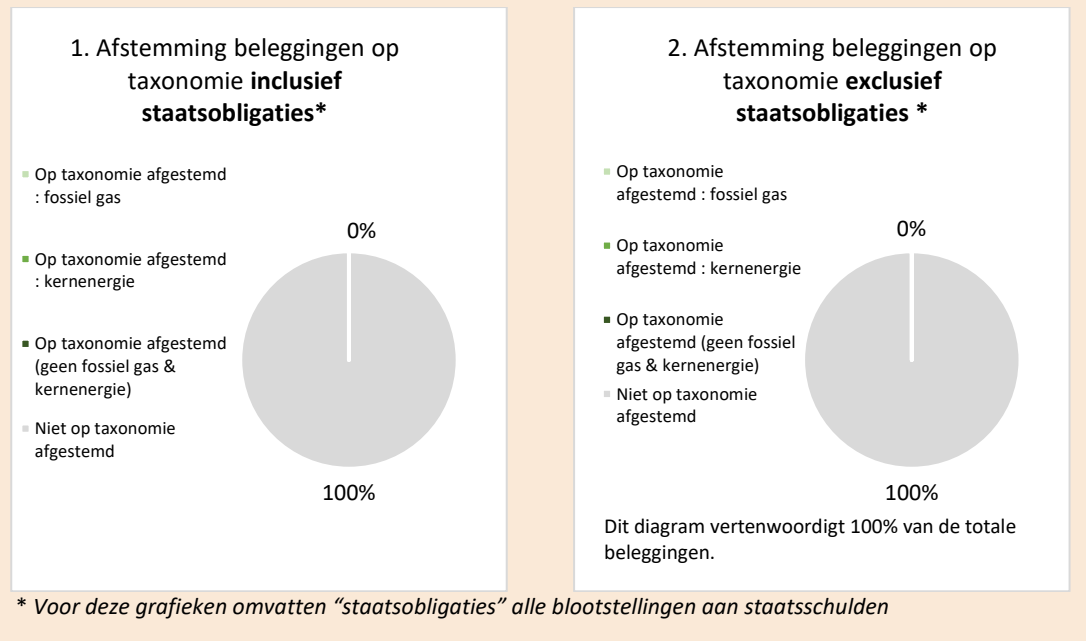 1. Afstemming beleggingen op
taxonomie inclusief
staatsobligaties*
Op taxonomie afgestemd
: fossiel gas
Op taxonomie afgestemd
: kernenergie
Op taxonomie afgestemd
(geen fossiel gas &
kernenergie)
Niet op taxonomie
afgestemd
0%
100%
2. Afstemming beleggingen op
taxonomie exclusief
staatsobligaties *
Op taxonomie
afgestemd : fossiel gas
Op taxonomie
afgestemd : kernenergie
Op taxonomie
afgestemd (geen fossiel
gas & kernenergie)
Niet op taxonomie
afgestemd
0%
100%
Dit diagram vertenwoordigt 100% van de totale
beleggingen.
* Voor deze grafieken omvatten “staatsobligaties” alle blootstellingen aan staatsschulden